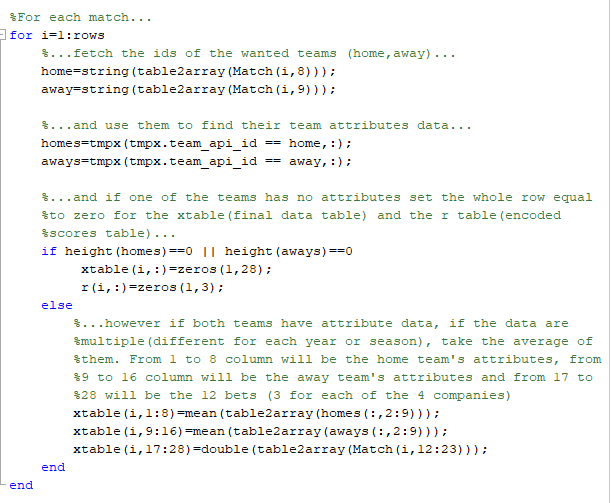 %For each match...
for i=1:rows
%...fetch the ids of the wanted teams (home,away)...
home=string(table2array(Match(i,8)));
away=string(table2array(Match(i,9)));
%...and use them to find their team attributes data...
homes=tmpx(tmpx.team_api_id == home,:);
aways=tmpx(tmpx.team_api_id == away,:);
%...and if one of the teams has no attributes set the whole row equal
%to zero for the xtable(final data table) and the r table(encoded
%scores table)...
if height(homes)==0 || height(aways)==0
xtable(i,:)=zeros(1,28);
r(i,:)=zeros(1,3);
else
%...however if both teams have attribute data, if the data are
%multiple(different for each year or season), take the average of
%them. From 1 to 8 column will be the home team's attributes, from
%9 to 16 column will be the away team's attributes and from 17 to
%28 will be the 12 bets (3 for each of the 4 companies)
xtable(i,1:8)=mean(table2array(homes(:,2:9)));
xtable(i,9:16)=mean(table2array(aways(:,2:9)));
xtable(i,17:28)=double(table2array(Match(i,12:23)));
end
end